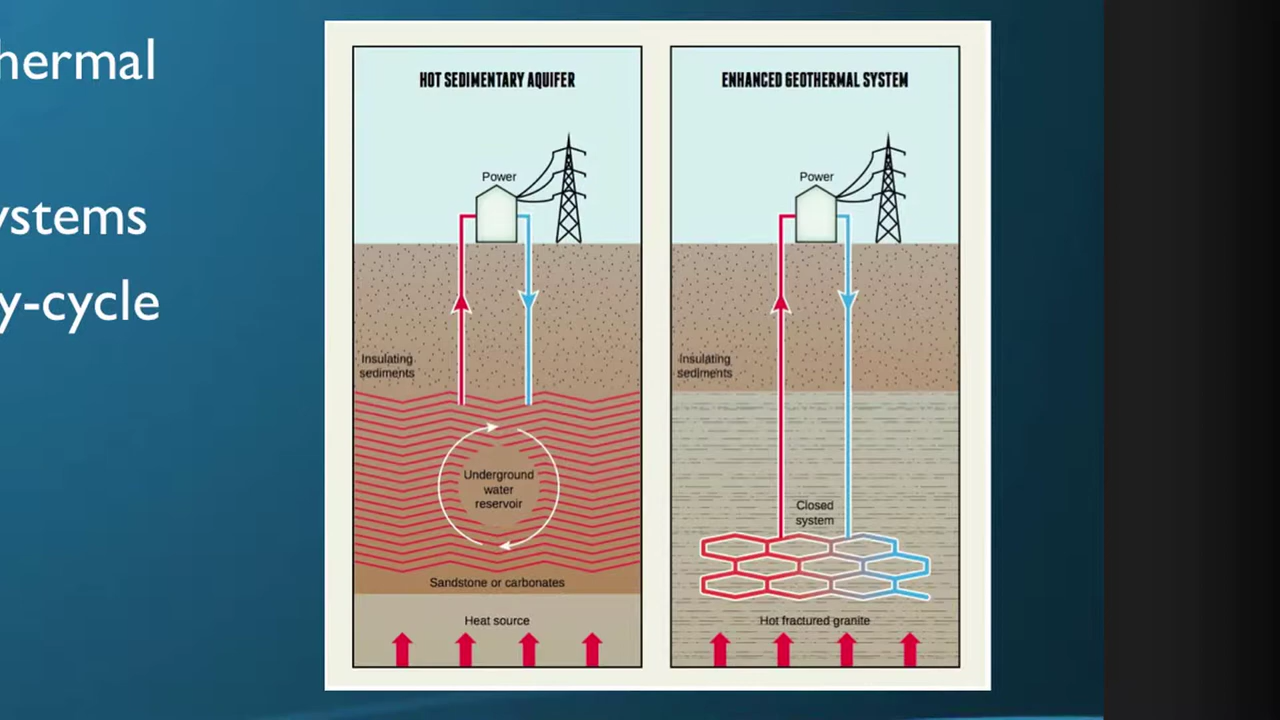 hermal
ystems
y-cycle
HOT SEDIMENTARY AQUIFER
Power
Insulating
sediments
Underground
water
reservoir
Sandstone or carbonates
Heat source
ENHANCED GEOTHERMAL SYSTEM
Power
Insulating
sediments
Closed
system
Hot fractured granite